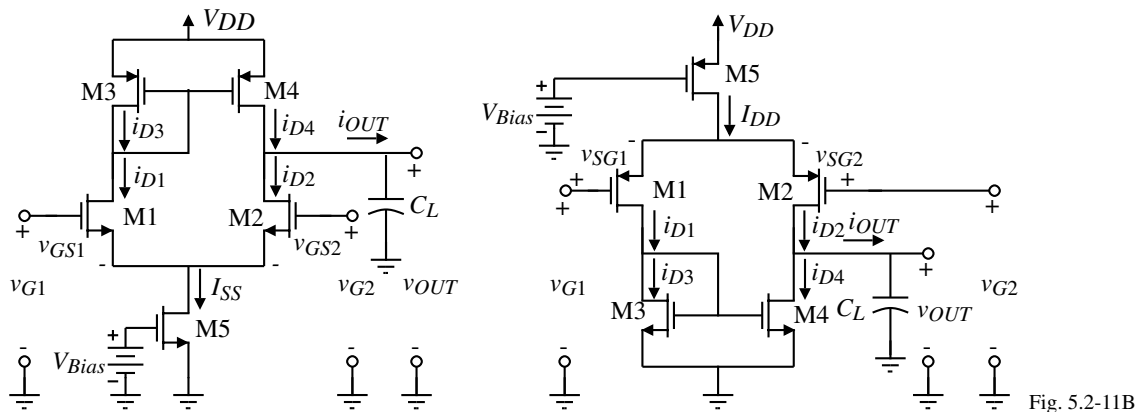 VDD
M3
M4
iD3
iD4
iOUT
iD1
iD2
+
CL
M1
M2
+
+
vGS1
vGS2
-
-
vG1
ISS
vG2
vOUT
M5
+
VBias
-
-
-
-
VDD
M5
+
VBias
-
IDD
-
-
vSG1
vSG2
M1
M2
+
+
+
+
iD1
iD2
iOUT
+
iD3
iD4
vG1
M3
M4
CL
vOUT
vG2
-
-
-
Fig. 5.2-11B